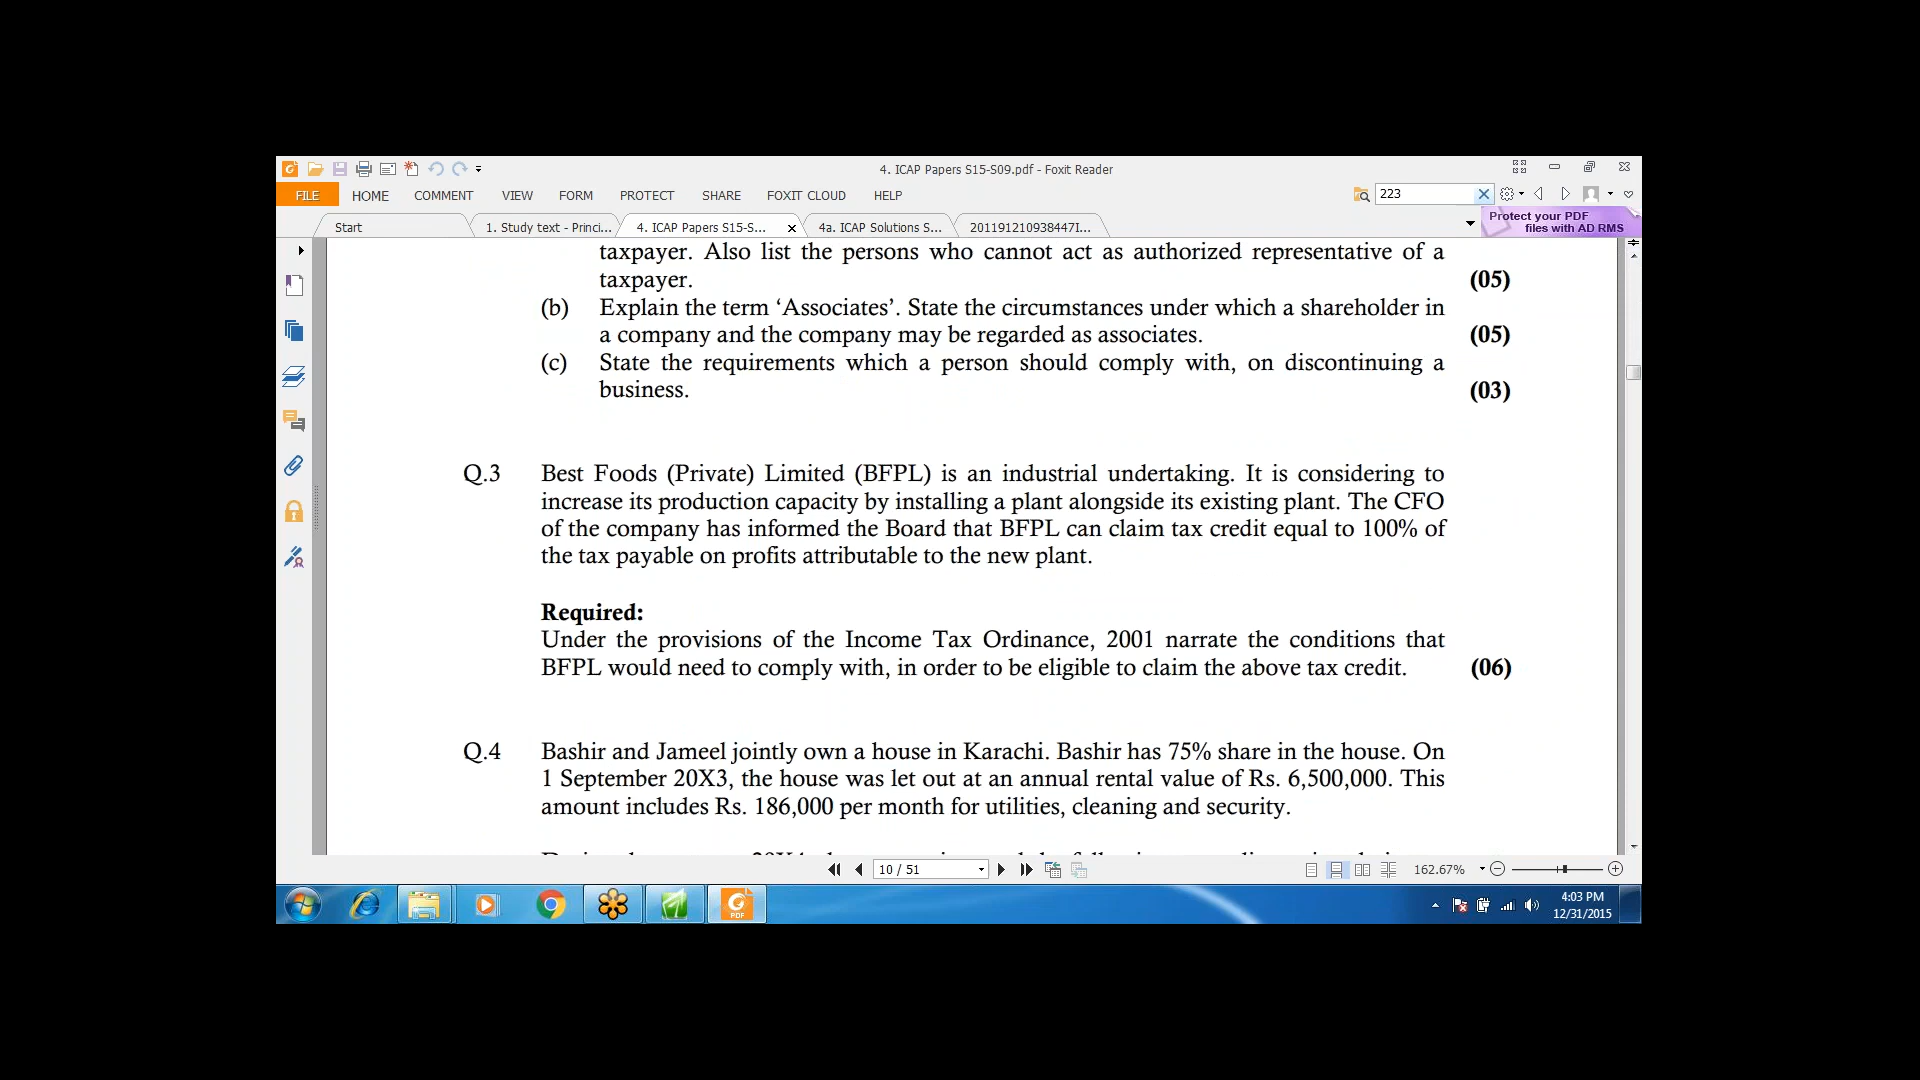 4. ICAP Papers S15-S09.pdf - Foxit Reader
FILE HOME COMMENT VIEW FORM PROTECT SHARE FOXIT CLOUD HELP
223
Protect your PDF
files with AD RMS
Start
1. Study text - Princi...
4. ICAP Papers S15-S...
4a. ICAP Solutions S...
201191210938447I...
taxpayer. Also list the persons who cannot act as authorized representative of a
taxpayer. (05)
(b) Explain the term ‘Associates’. State the circumstances under which a shareholder in
a company and the company may be regarded as associates. (05)
(c) State the requirements which a person should comply with, on discontinuing a
business. (03)
Q.3 Best Foods (Private) Limited (BFPL) is an industrial undertaking. It is considering to
increase its production capacity by installing a plant alongside its existing plant. The CFO
of the company has informed the Board that BFPL can claim tax credit equal to 100% of
the tax payable on profits attributable to the new plant.
Required:
Under the provisions of the Income Tax Ordinance, 2001 narrate the conditions that
BFPL would need to comply with, in order to be eligible to claim the above tax credit. (06)
Q.4 Bashir and Jameel jointly own a house in Karachi. Bashir has 75% share in the house. On
1 September 20X3, the house was let out at an annual rental value of Rs. 6,500,000. This
amount includes Rs. 186,000 per month for utilities, cleaning and security.
10 / 51
162.67%
PDF
4:03 PM
12/31/2015